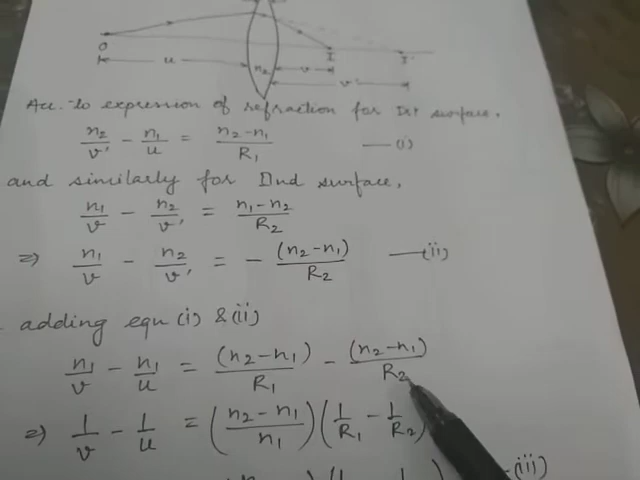 O u n₂ v I I'
v'
Acc. to expression of refraction for Ist surface,
n₂/v' - n₁/u = (n₂-n₁)/R₁ —(i)
and similarly for IInd surface,
n₁/v - n₂/v' = (n₁-n₂)/R₂
⇒ n₁/v - n₂/v' = - (n₂-n₁)/R₂ —(ii)
adding equn (i) & (ii)
n₁/v - n₁/u = (n₂-n₁)/R₁ - (n₂-n₁)/R₂
⇒ 1/v - 1/u = ((n₂-n₁)/n₁) (1/R₁ - 1/R₂)
—(iii)